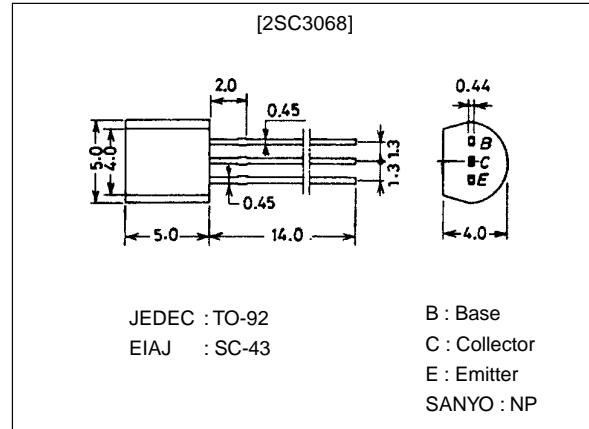 [2SC3068]
2.0
0.45
0.44
5.0
4.0
1.3
1.3
B
C
E
0.45
5.0
14.0
4.0
JEDEC : TO-92
EIAJ : SC-43
B : Base
C : Collector
E : Emitter
SANYO : NP